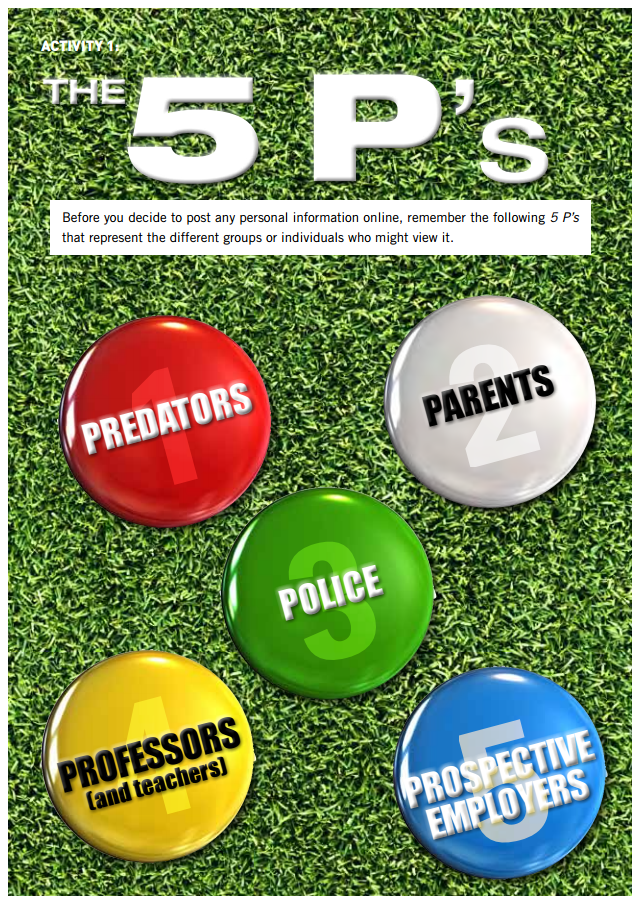 ACTIVITY 1:
THE 5 P's
Before you decide to post any personal information online, remember the following 5 P's
that represent the different groups or individuals who might view it.
1
PREDATORS
2
PARENTS
3
POLICE
4
PROFESSORS
(and teachers)
5
PROSPECTIVE
EMPLOYERS